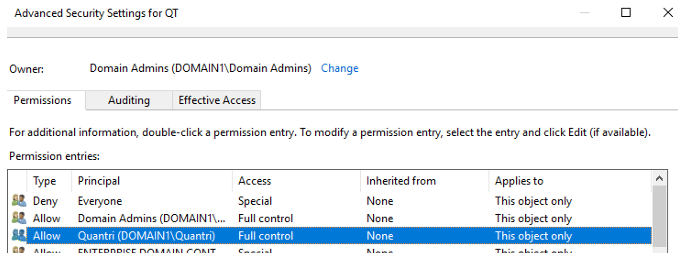 Advanced Security Settings for QT
Owner: Domain Admins (DOMAIN1\Domain Admins) Change
Permissions Auditing Effective Access
For additional information, double-click a permission entry. To modify a permission entry, select the entry and click Edit (if available).
Permission entries:
Type Principal Access Inherited from Applies to
Deny Everyone Special None This object only
Allow Domain Admins (DOMAIN1\... Full control None This object only
Allow Quantri (DOMAIN1\Quantri) Full control None This object only
Allow ENTERPRISE DOMAIN CONT... Special None This object only